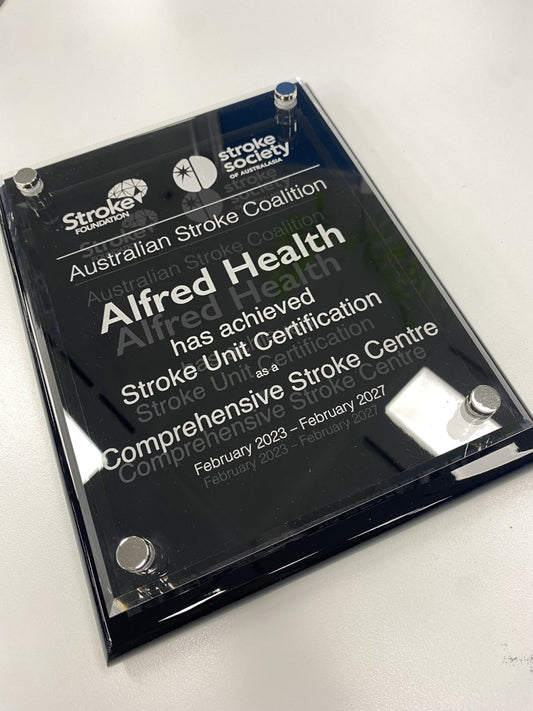 Stroke
FOUNDATION
stroke
society
OF AUSTRALASIA
Australian Stroke Coalition
Alfred Health
has achieved
Stroke Unit Certification
as a
Comprehensive Stroke Centre
February 2023 – February 2027